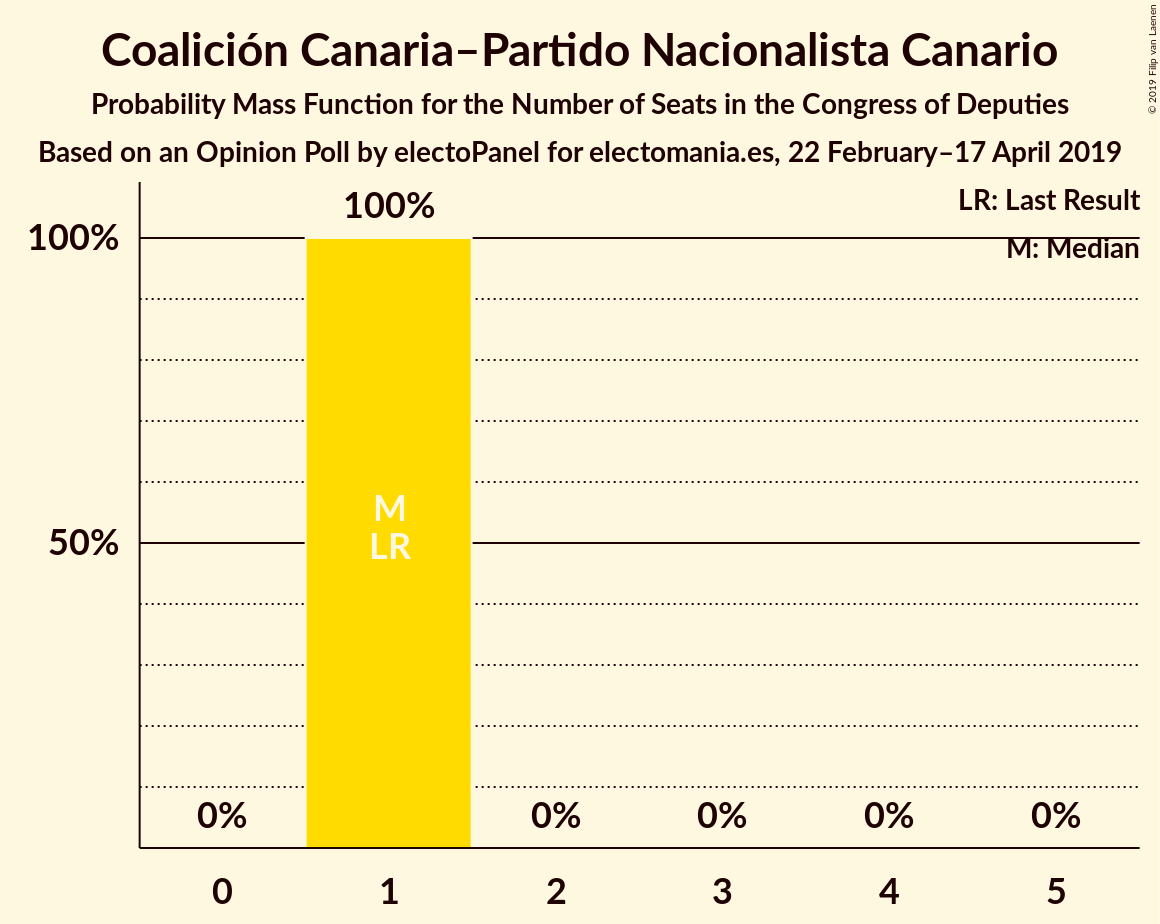 Coalición Canaria–Partido Nacionalista Canario
Probability Mass Function for the Number of Seats in the Congress of Deputies
Based on an Opinion Poll by electoPanel for electomania.es, 22 February–17 April 2019
© 2019 Filip van Laenen
LR: Last Result
M: Median
100%
100%
50%
M
LR
0%
0%
0%
0%
0%
0
1
2
3
4
5